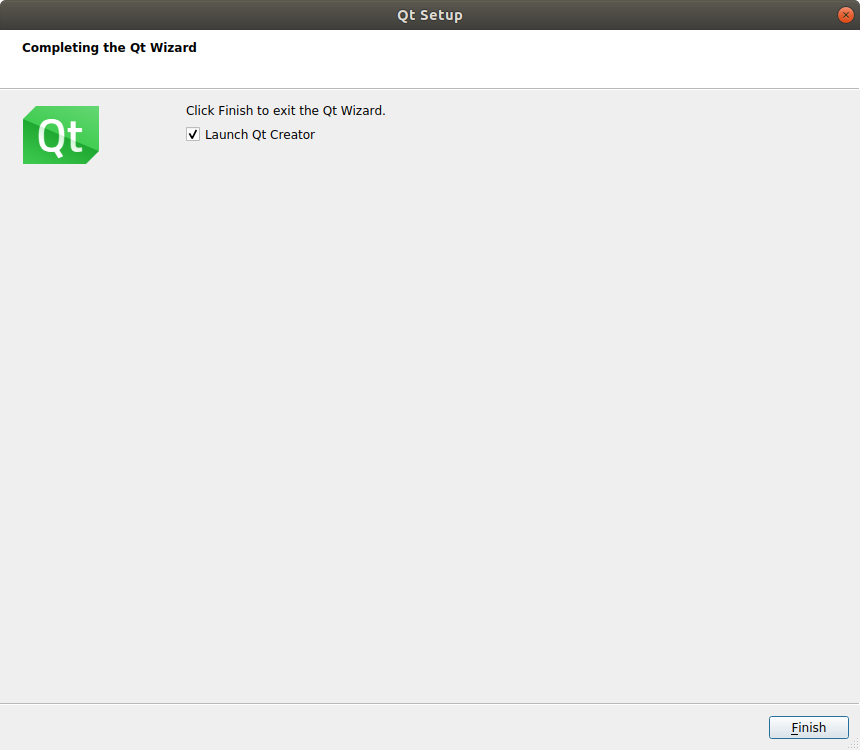 Qt Setup
Completing the Qt Wizard
Qt
Click Finish to exit the Qt Wizard.
Launch Qt Creator
Finish